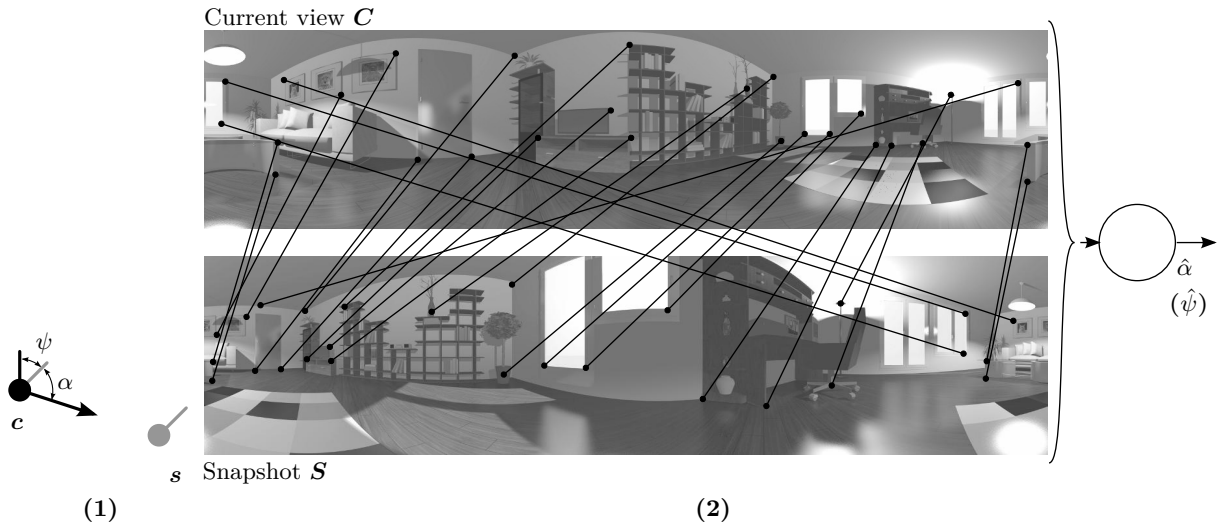 Current view C
ψ
α
c
s
Snapshot S
α̂
(ψ̂)
(1)
(2)